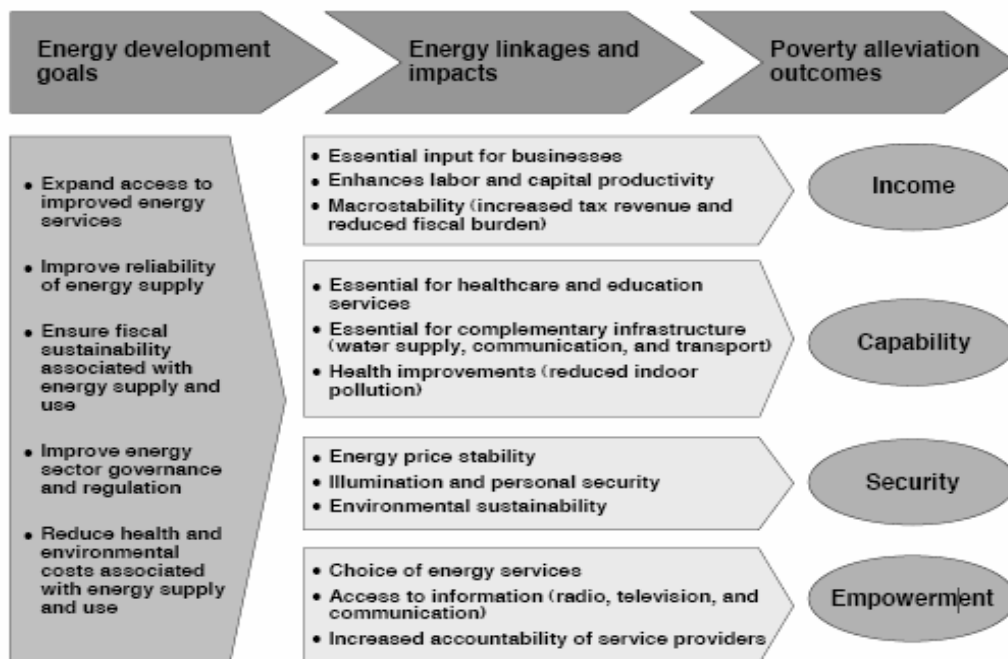 Energy development
goals
Energy linkages and
impacts
Poverty alleviation
outcomes
• Expand access to
improved energy
services
• Improve reliability
of energy supply
• Ensure fiscal
sustainability
associated with
energy supply and
use
• Improve energy
sector governance
and regulation
• Reduce health and
environmental
costs associated
with energy supply
and use
• Essential input for businesses
• Enhances labor and capital productivity
• Macrostability (increased tax revenue and
reduced fiscal burden)
Income
• Essential for healthcare and education
services
• Essential for complementary infrastructure
(water supply, communication, and transport)
• Health improvements (reduced indoor
pollution)
Capability
• Energy price stability
• Illumination and personal security
• Environmental sustainability
Security
• Choice of energy services
• Access to information (radio, television, and
communication)
• Increased accountability of service providers
Empowerment